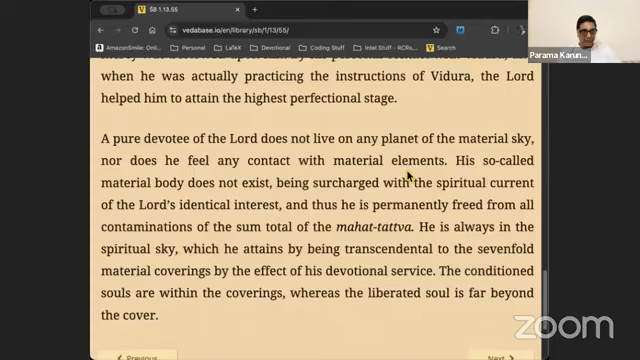 SB 1.13.55
vedabase.io/en/library/sb/1/13/55/
AmazonSmile: Onli... Personal LaTeX Devotional Coding Stuff Intel Stuff - RCRs,... Search
Parama Karun...
when he was actually practicing the instructions of Vidura, the Lord
helped him to attain the highest perfectional stage.
A pure devotee of the Lord does not live on any planet of the material sky,
nor does he feel any contact with material elements. His so-called
material body does not exist, being surcharged with the spiritual current
of the Lord's identical interest, and thus he is permanently freed from all
contaminations of the sum total of the mahat-tattva. He is always in the
spiritual sky, which he attains by being transcendental to the sevenfold
material coverings by the effect of his devotional service. The conditioned
souls are within the coverings, whereas the liberated soul is far beyond
the cover.
Previous
Next
zoom